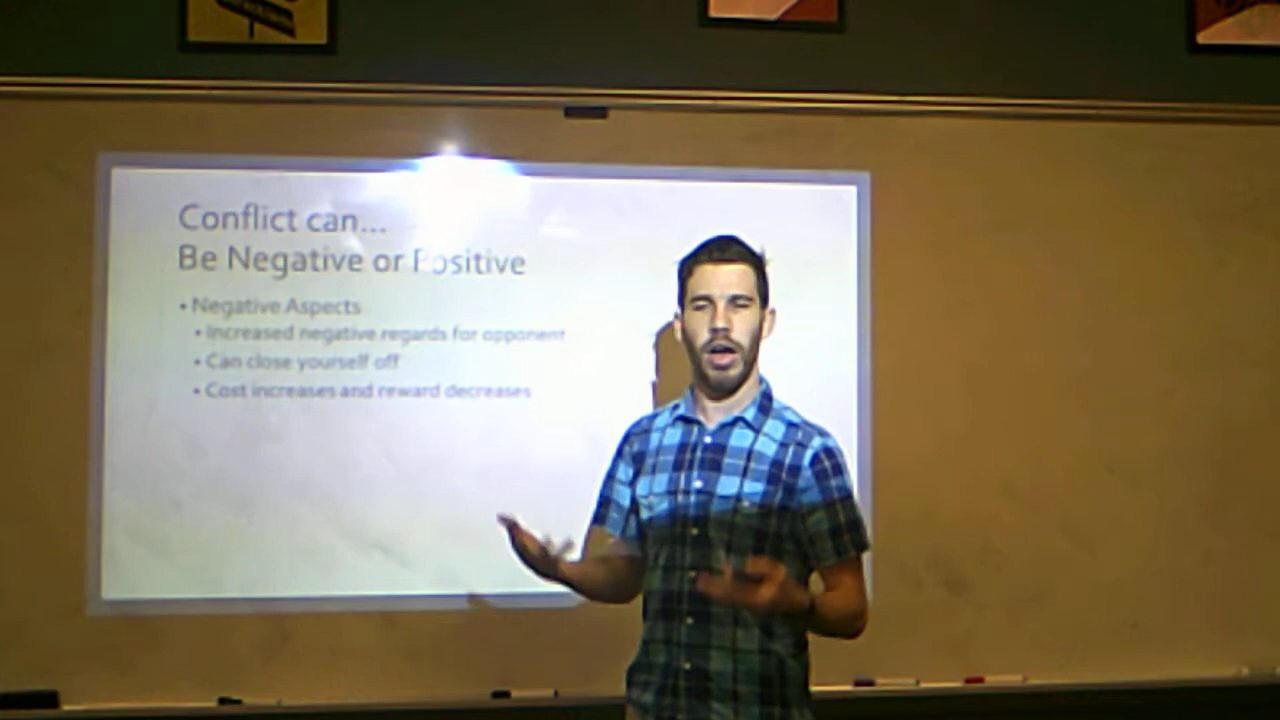 Conflict can...
Be Negative or Positive
• Negative Aspects
• Increased negative regards for opponent
• Can close yourself off
• Cost increases and reward decreases